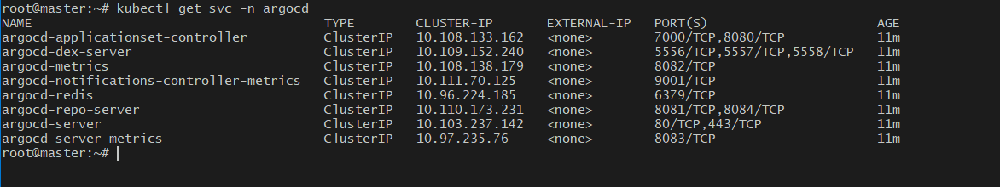 root@master:~# kubectl get svc -n argocd
NAME TYPE CLUSTER-IP EXTERNAL-IP PORT(S) AGE
argocd-applicationset-controller ClusterIP 10.108.133.162 <none> 7000/TCP,8080/TCP 11m
argocd-dex-server ClusterIP 10.109.152.240 <none> 5556/TCP,5557/TCP,5558/TCP 11m
argocd-metrics ClusterIP 10.108.138.179 <none> 8082/TCP 11m
argocd-notifications-controller-metrics ClusterIP 10.111.70.125 <none> 9001/TCP 11m
argocd-redis ClusterIP 10.96.224.185 <none> 6379/TCP 11m
argocd-repo-server ClusterIP 10.110.173.231 <none> 8081/TCP,8084/TCP 11m
argocd-server ClusterIP 10.103.237.142 <none> 80/TCP,443/TCP 11m
argocd-server-metrics ClusterIP 10.97.235.76 <none> 8083/TCP 11m
root@master:~#